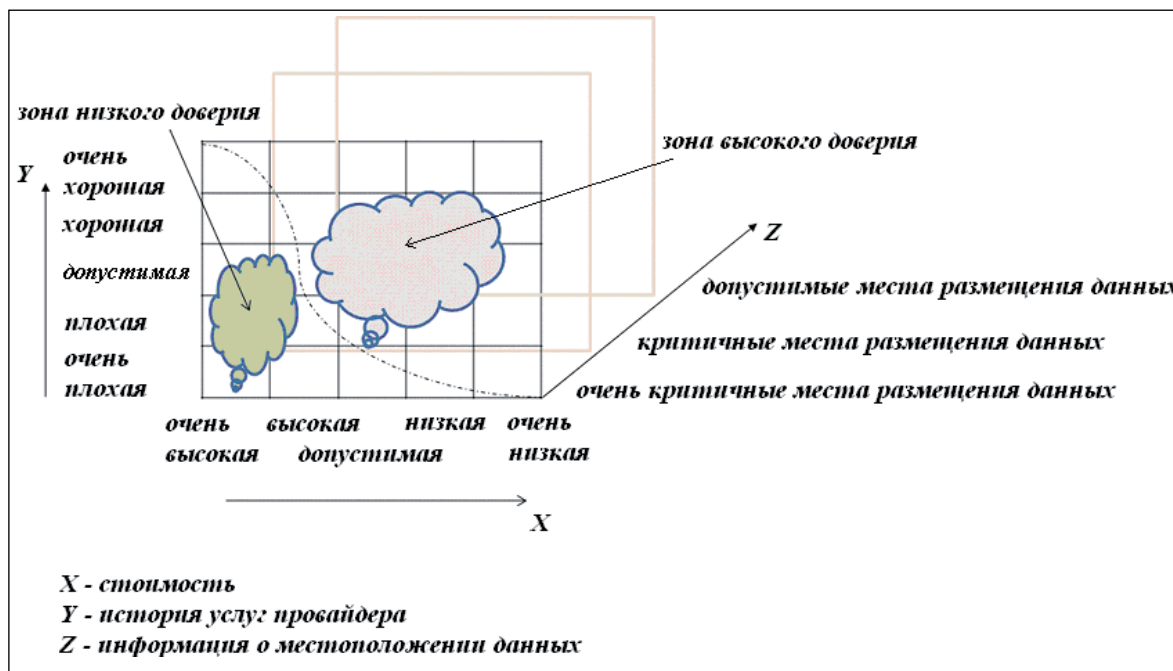 зона низкого доверия
зона высокого доверия
Y
очень
хорошая
хорошая
допустимая
плохая
очень
плохая
Z
допустимые места размещения данных
критичные места размещения данных
очень критичные места размещения данных
очень высокая
высокая
допустимая
низкая
очень низкая
X
X - стоимость
Y - история услуг провайдера
Z - информация о местоположении данных